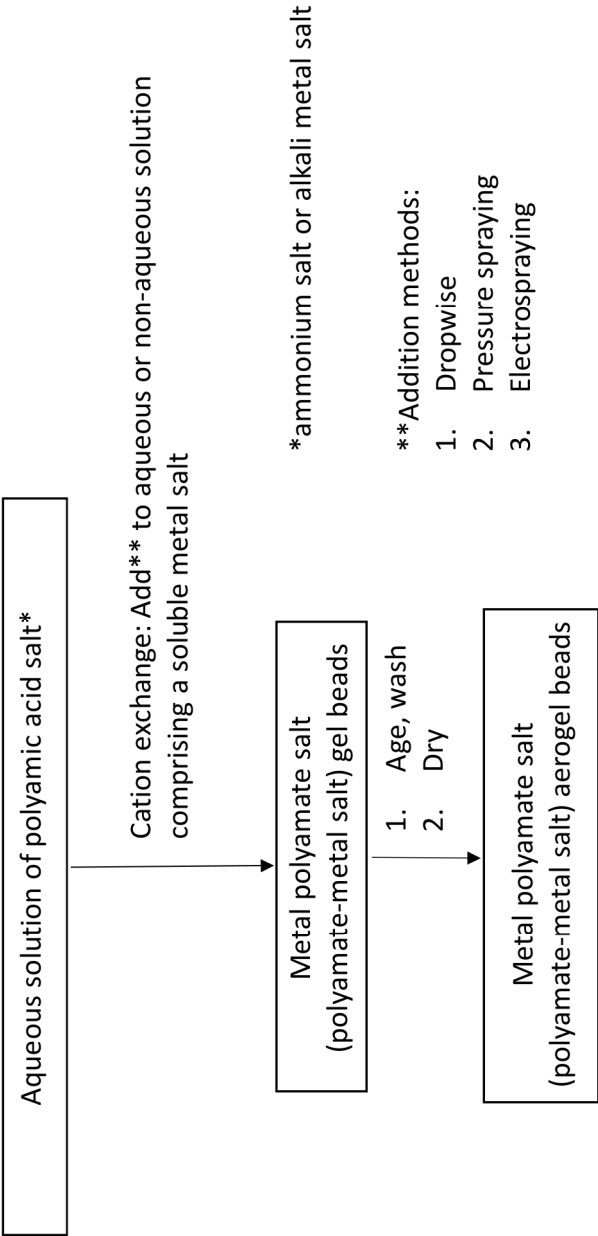 Aqueous solution of polyamic acid salt*
Cation exchange: Add** to aqueous or non-aqueous solution
comprising a soluble metal salt
*ammonium salt or alkali metal salt
Metal polyamate salt
(polyamate-metal salt) gel beads
**Addition methods:
1. Dropwise
2. Pressure spraying
3. Electrospraying
1. Age, wash
2. Dry
Metal polyamate salt
(polyamate-metal salt) aerogel beads